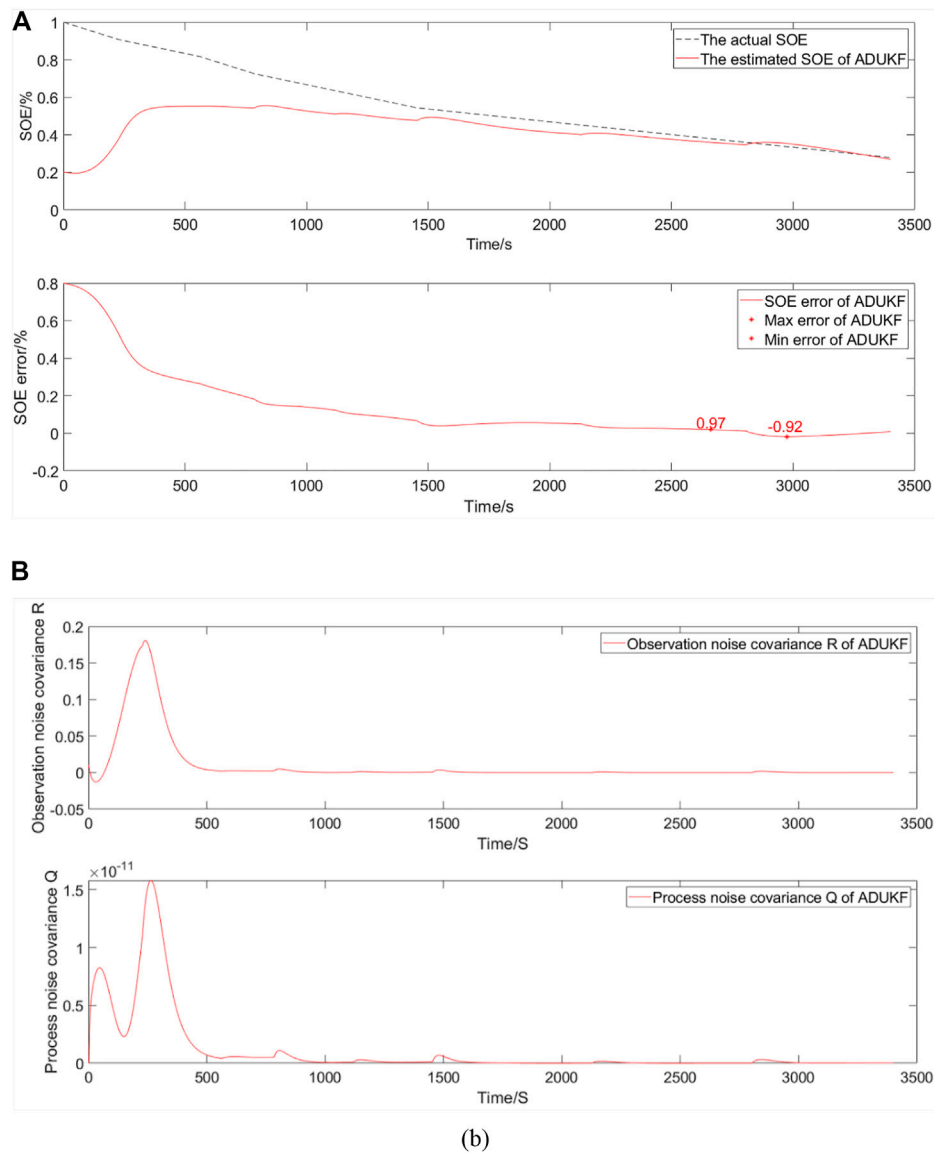 A
The actual SOE
The estimated SOE of ADUKF
SOE/%
1
0.8
0.6
0.4
0.2
0
0 500 1000 1500 2000 2500 3000 3500
Time/s
SOE error of ADUKF
Max error of ADUKF
Min error of ADUKF
SOE error/%
0.8
0.6
0.4
0.2
0
-0.2
0.97 -0.92
0 500 1000 1500 2000 2500 3000 3500
Time/s
B
Observation noise covariance R of ADUKF
Observation noise covariance R
0.2
0.15
0.1
0.05
0
-0.05
0 500 1000 1500 2000 2500 3000 3500
Time/S
×10-11
Process noise covariance Q of ADUKF
Process noise covariance Q
1.5
1
0.5
0
0 500 1000 1500 2000 2500 3000 3500
Time/S
(b)